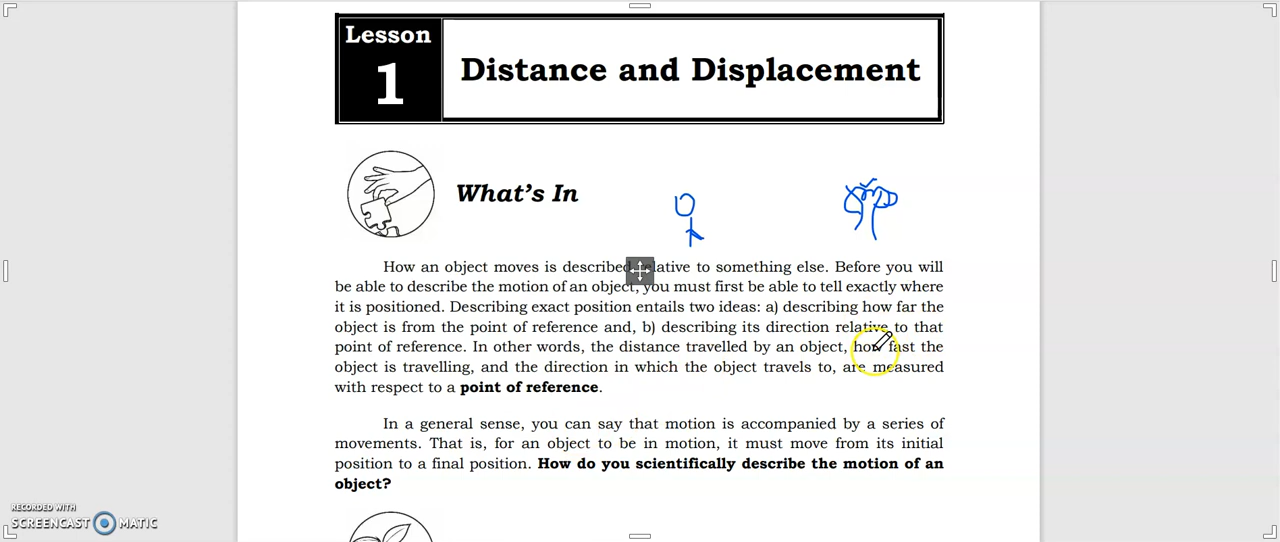 Lesson
1
Distance and Displacement
What's In
How an object moves is described relative to something else. Before you will
be able to describe the motion of an object, you must first be able to tell exactly where
it is positioned. Describing exact position entails two ideas: a) describing how far the
object is from the point of reference and, b) describing its direction relative to that
point of reference. In other words, the distance travelled by an object, how fast the
object is travelling, and the direction in which the object travels to, are measured
with respect to a point of reference.
In a general sense, you can say that motion is accompanied by a series of
movements. That is, for an object to be in motion, it must move from its initial
position to a final position. How do you scientifically describe the motion of an
object?
RECORDED WITH
SCREENCAST MATIC